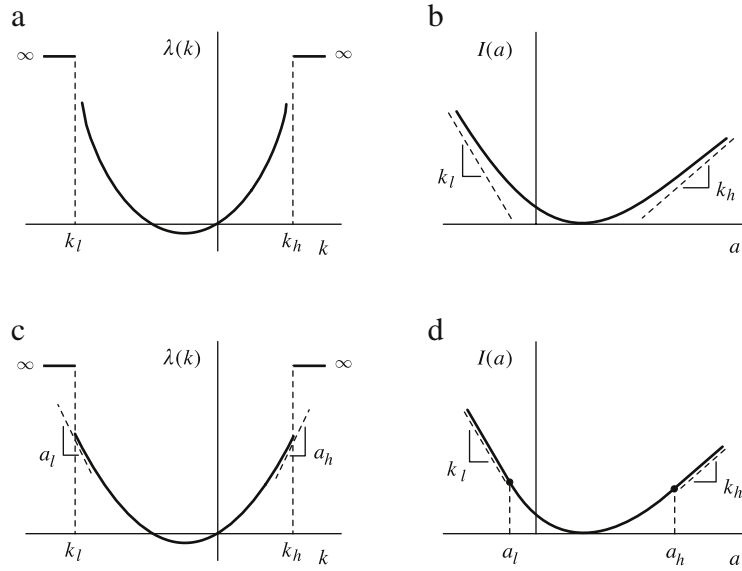 a
λ(k)
∞
∞
k_l
k_h
k
b
I(a)
k_l
k_h
a
c
λ(k)
∞
∞
a_l
a_h
k_l
k_h
k
d
I(a)
k_l
k_h
a_l
a_h
a